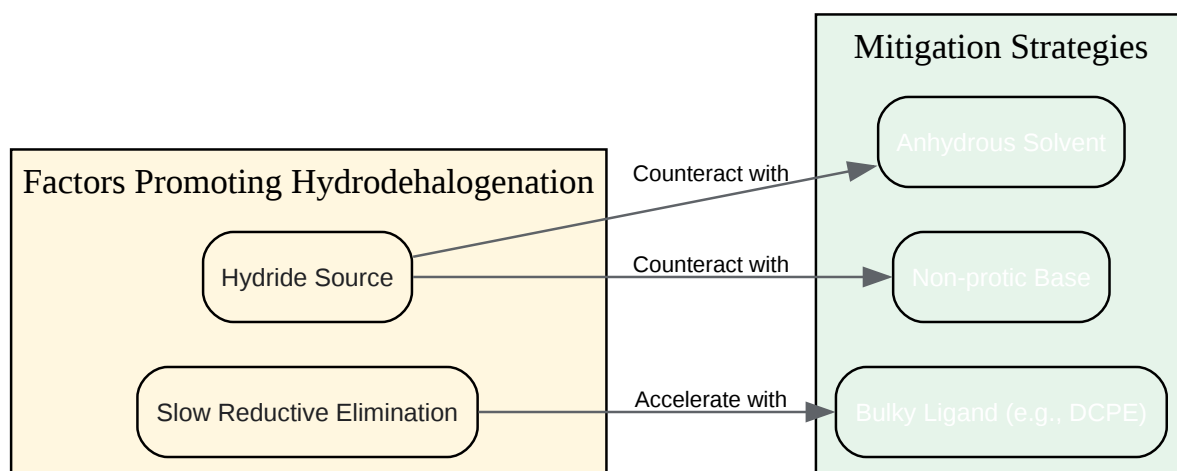 Mitigation Strategies
Anhydrous Solvent
Factors Promoting Hydrodehalogenation
Counteract with
Hydride Source
Counteract with
Non-protic Base
Slow Reductive Elimination
Accelerate with
Bulky Ligand (e.g., DCPE)